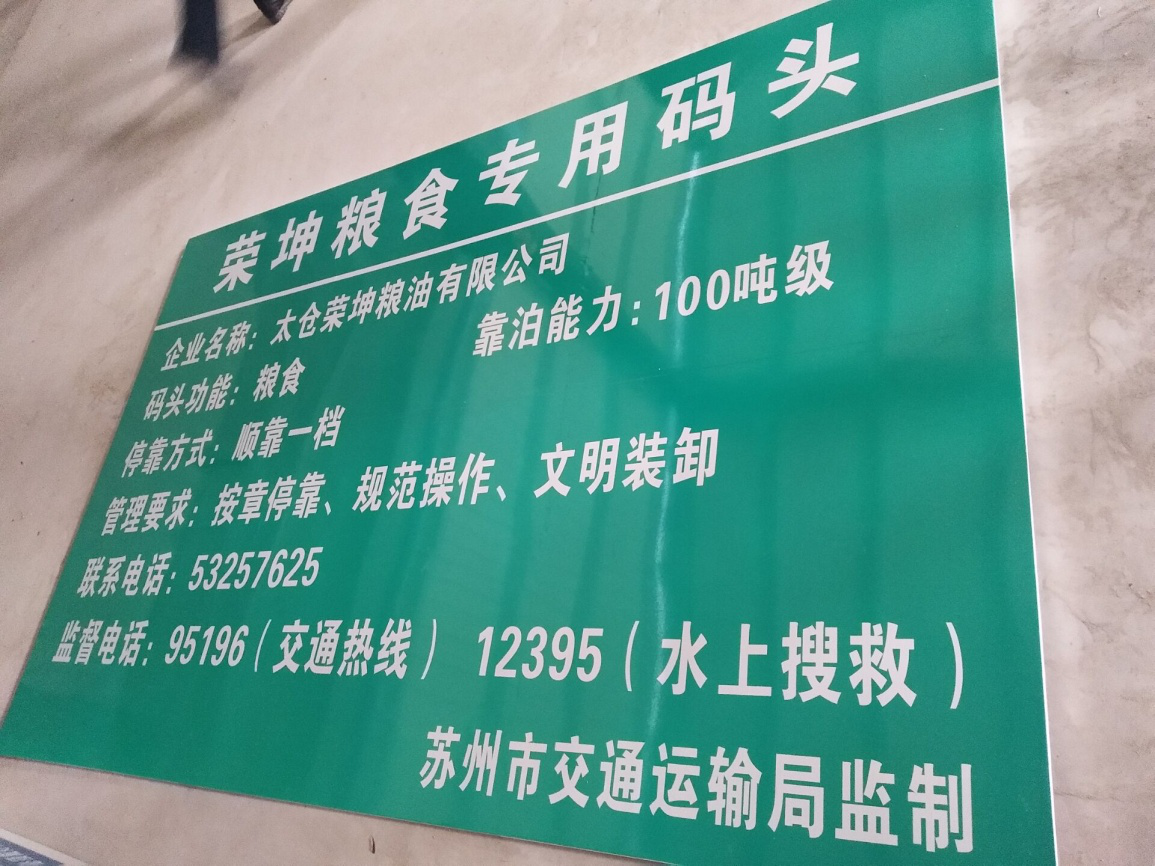 荣坤粮食专用码头
企业名称：太仓荣坤粮油有限公司
码头功能：粮食 靠泊能力：100吨级
停靠方式：顺靠一档
管理要求：按章停靠、规范操作、文明装卸
联系电话：53257625
监督电话：95196（交通热线） 12395（水上搜救）
苏州市交通运输局监制